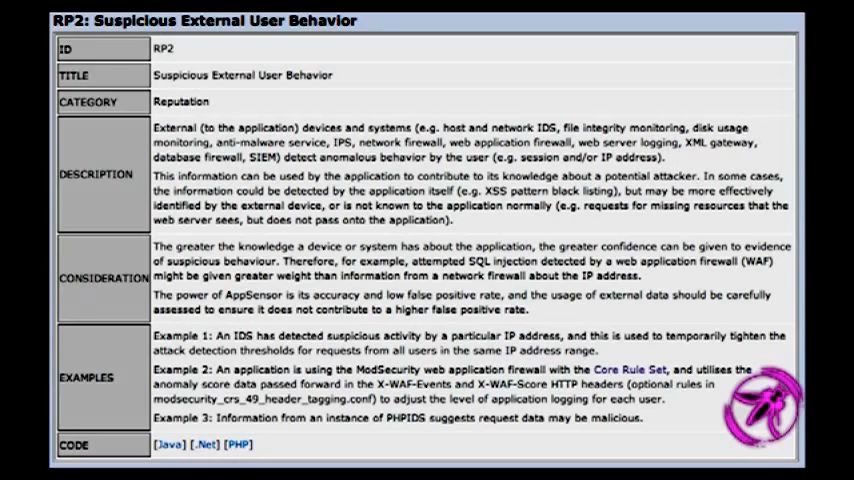 RP2: Suspicious External User Behavior
ID RP2
TITLE Suspicious External User Behavior
CATEGORY Reputation
DESCRIPTION
External (to the application) devices and systems (e.g. host and network IDS, file integrity monitoring, disk usage
monitoring, anti-malware service, IPS, network firewall, web application firewall, web server logging, XML gateway,
database firewall, SIEM) detect anomalous behavior by the user (e.g. session and/or IP address).
This information can be used by the application to contribute to its knowledge about a potential attacker. In some cases,
the information could be detected by the application itself (e.g. XSS pattern black listing), but may be more effectively
identified by the external device, or is not known to the application normally (e.g. requests for missing resources that the
web server sees, but does not pass onto the application).
CONSIDERATION
The greater the knowledge a device or system has about the application, the greater confidence can be given to evidence
of suspicious behaviour. Therefore, for example, attempted SQL injection detected by a web application firewall (WAF)
might be given greater weight than information from a network firewall about the IP address.
The power of AppSensor is its accuracy and low false positive rate, and the usage of external data should be carefully
assessed to ensure it does not contribute to a higher false positive rate.
EXAMPLES
Example 1: An IDS has detected suspicious activity by a particular IP address, and this is used to temporarily tighten the
attack detection thresholds for requests from all users in the same IP address range.
Example 2: An application is using the ModSecurity web application firewall with the Core Rule Set, and utilises the
anomaly score data passed forward in the X-WAF-Events and X-WAF-Score HTTP headers (optional rules in
modsecurity_crs_49_header_tagging.conf) to adjust the level of application logging for each user.
Example 3: Information from an instance of PHPIDS suggests request data may be malicious.
CODE [Java] [.Net] [PHP]